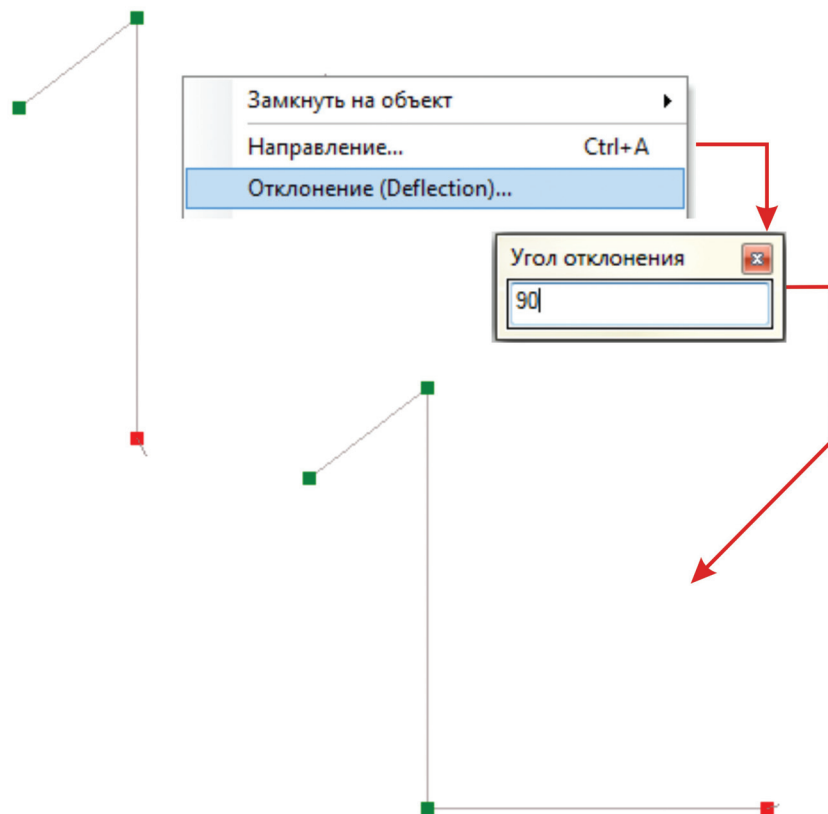 Замкнуть на объект
Направление... Ctrl+A
Отклонение (Deflection)...
Угол отклонения
90